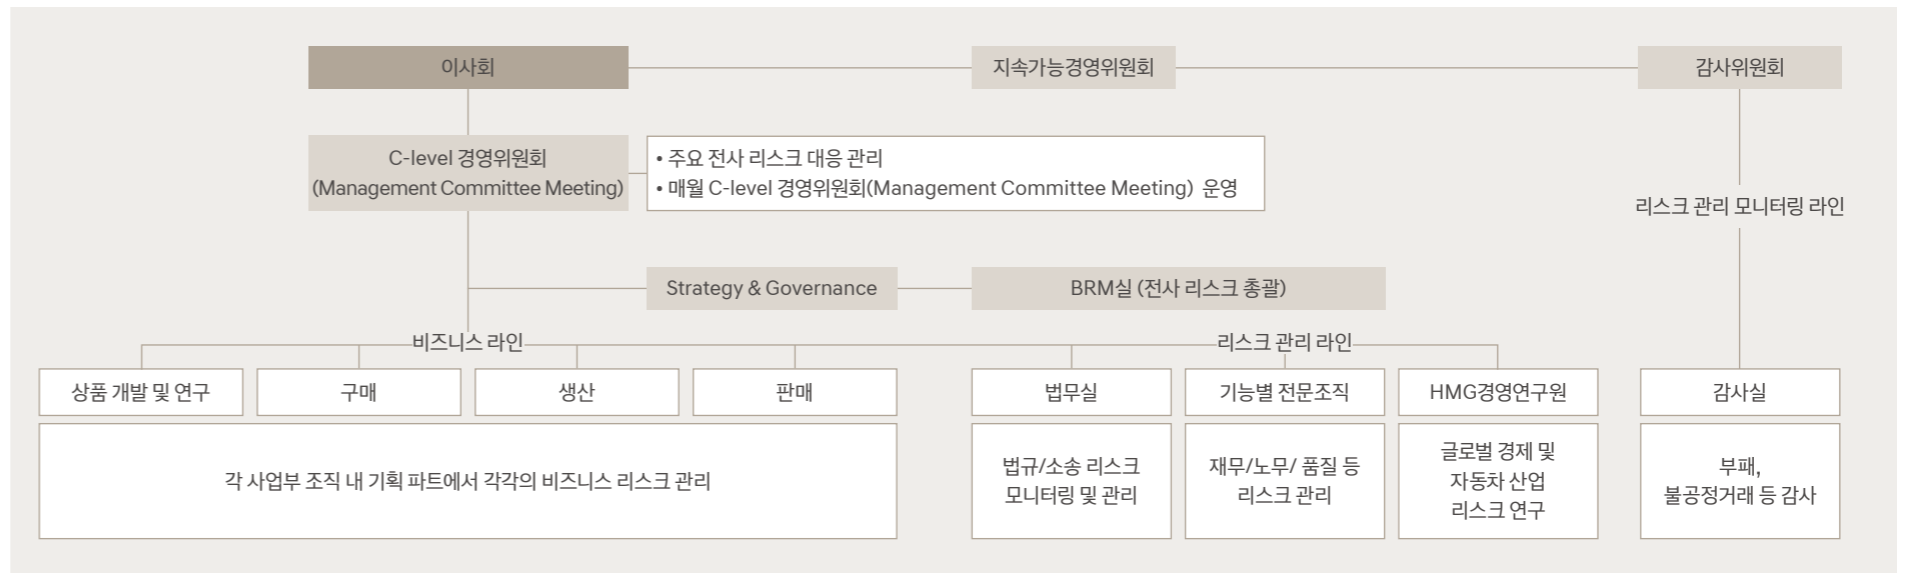 이사회
지속가능경영위원회
감사위원회
C-level 경영위원회
(Management Committee Meeting)
• 주요 전사 리스크 대응 관리
• 매월 C-level 경영위원회(Management Committee Meeting) 운영
리스크 관리 모니터링 라인
Strategy & Governance
BRM실 (전사 리스크 총괄)
비즈니스 라인
리스크 관리 라인
상품 개발 및 연구
구매
생산
판매
법무실
기능별 전문조직
HMG경영연구원
감사실
각 사업부 조직 내 기획 파트에서 각각의 비즈니스 리스크 관리
법규/소송 리스크
모니터링 및 관리
재무/노무/ 품질 등
리스크 관리
글로벌 경제 및
자동차 산업
리스크 연구
부패,
불공정거래 등 감사